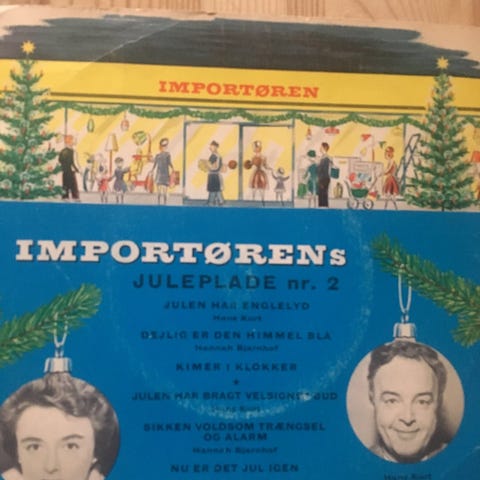 IMPORTØREN
IMPORTØRENS
JULEPLADE nr. 2
JULEN HAR ENGLELYD
Hans Kurt
DEJLIG ER DEN HIMMEL BLÅ
Hannah Bjarnhof
KIMER I KLOKKER
★
JULEN HAR BRAGT VELSIGNET BUD
Hans Kurt
SIKKEN VOLDSOM TRÆNGSEL
OG ALARM
Hannah Bjarnhof
NU ER DET JUL IGEN
Hans Kurt